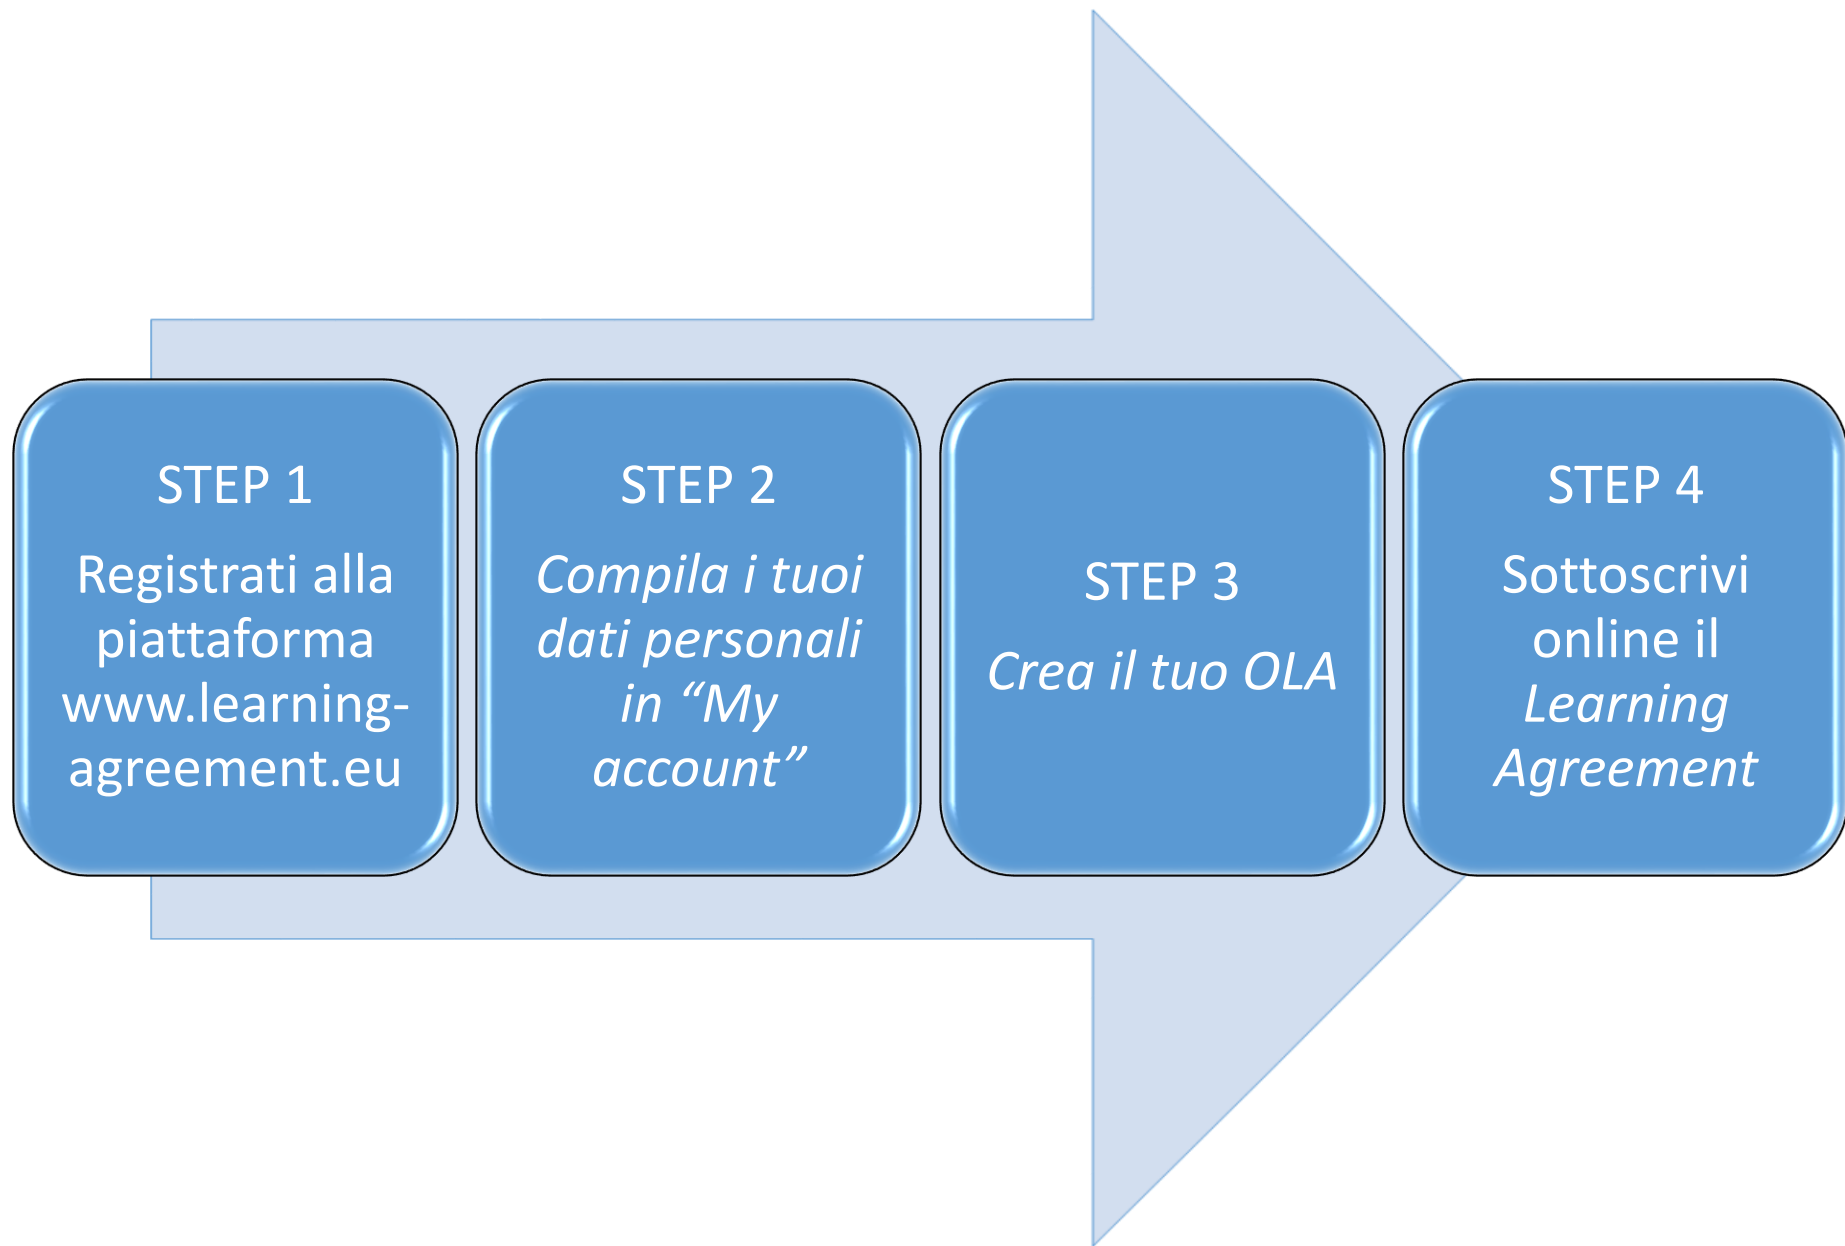 STEP 1
Registrati alla
piattaforma
www.learning-
agreement.eu
STEP 2
Compila i tuoi
dati personali
in “My
account”
STEP 3
Crea il tuo OLA
STEP 4
Sottoscrivi
online il
Learning
Agreement